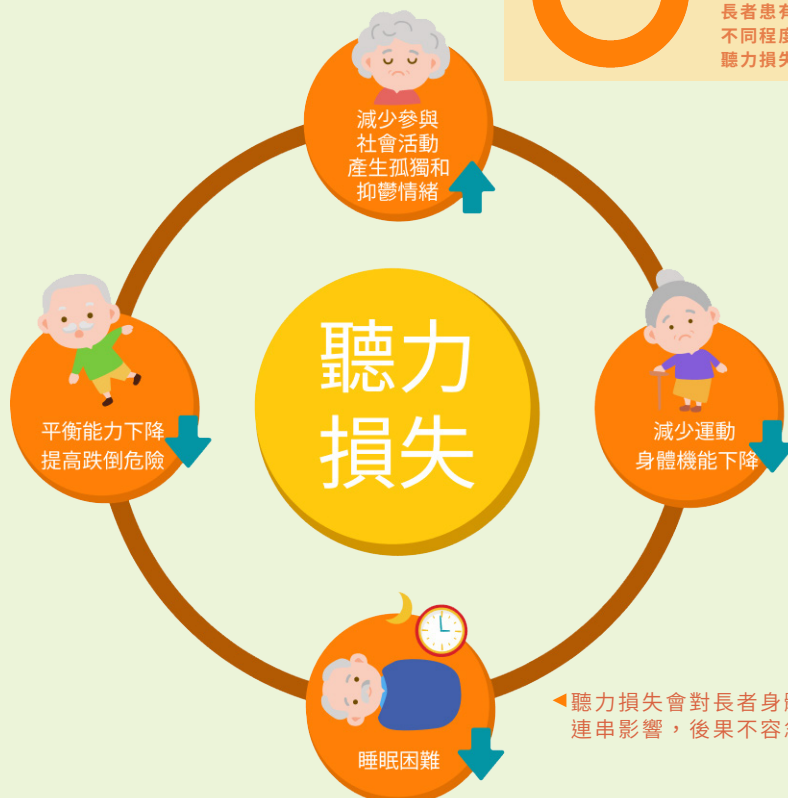 長者患有
不同程度
聽力損失
減少參與
社會活動
產生孤獨和
抑鬱情緒
聽力
損失
平衡能力下降
提高跌倒危險
減少運動
身體機能下降
睡眠困難
聽力損失會對長者身
連串影響，後果不容